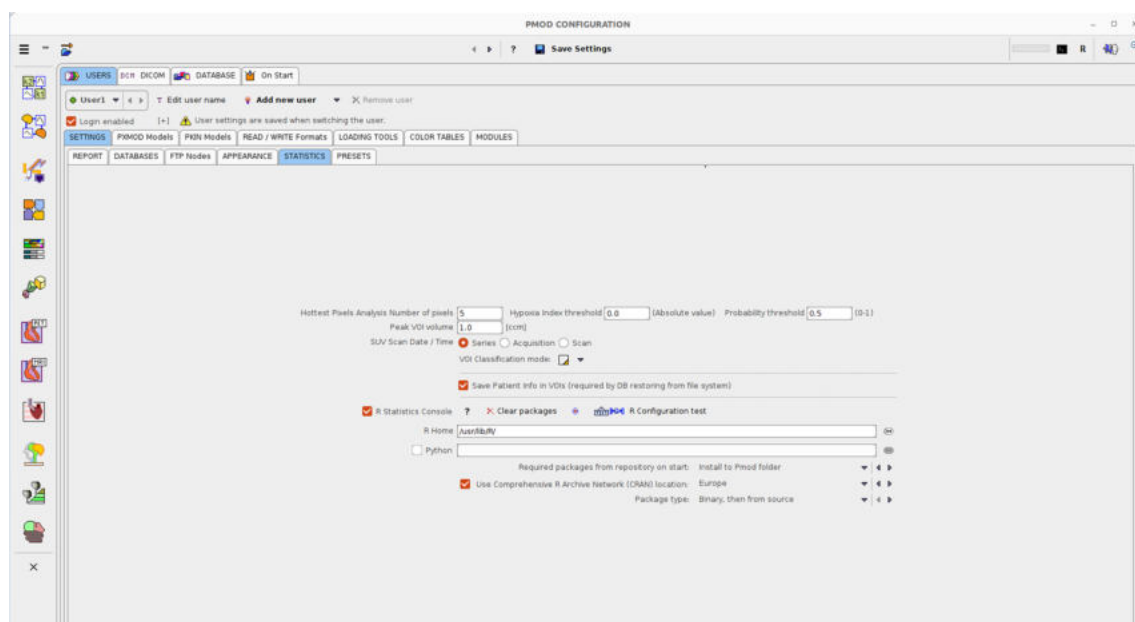 PMOD CONFIGURATION
? Save Settings
R
USERS DCM DICOM DATABASE On Start
User1 T Edit user name Add new user Remove user
Login enabled [+] User settings are saved when switching the user.
SETTINGS PXMOD Models PKIN Models READ / WRITE Formats LOADING TOOLS COLOR TABLES MODULES
REPORT DATABASES FTP Nodes APPEARANCE STATISTICS PRESETS
Hottest Pixels Analysis Number of pixels 5 Hypoxia Index threshold 0.0 (Absolute value) Probability threshold 0.5 (0-1)
Peak VOI volume 1.0 [ccm]
SUV Scan Date / Time Series Acquisition Scan
VOI Classification mode:
Save Patient Info in VOIs (required by DB restoring from file system)
R Statistics Console ? Clear packages R Configuration test
R Home
Python
Required packages from repository on start: Install to Pmod folder
Use Comprehensive R Archive Network (CRAN) location: Europe
Package type: Binary, then from source